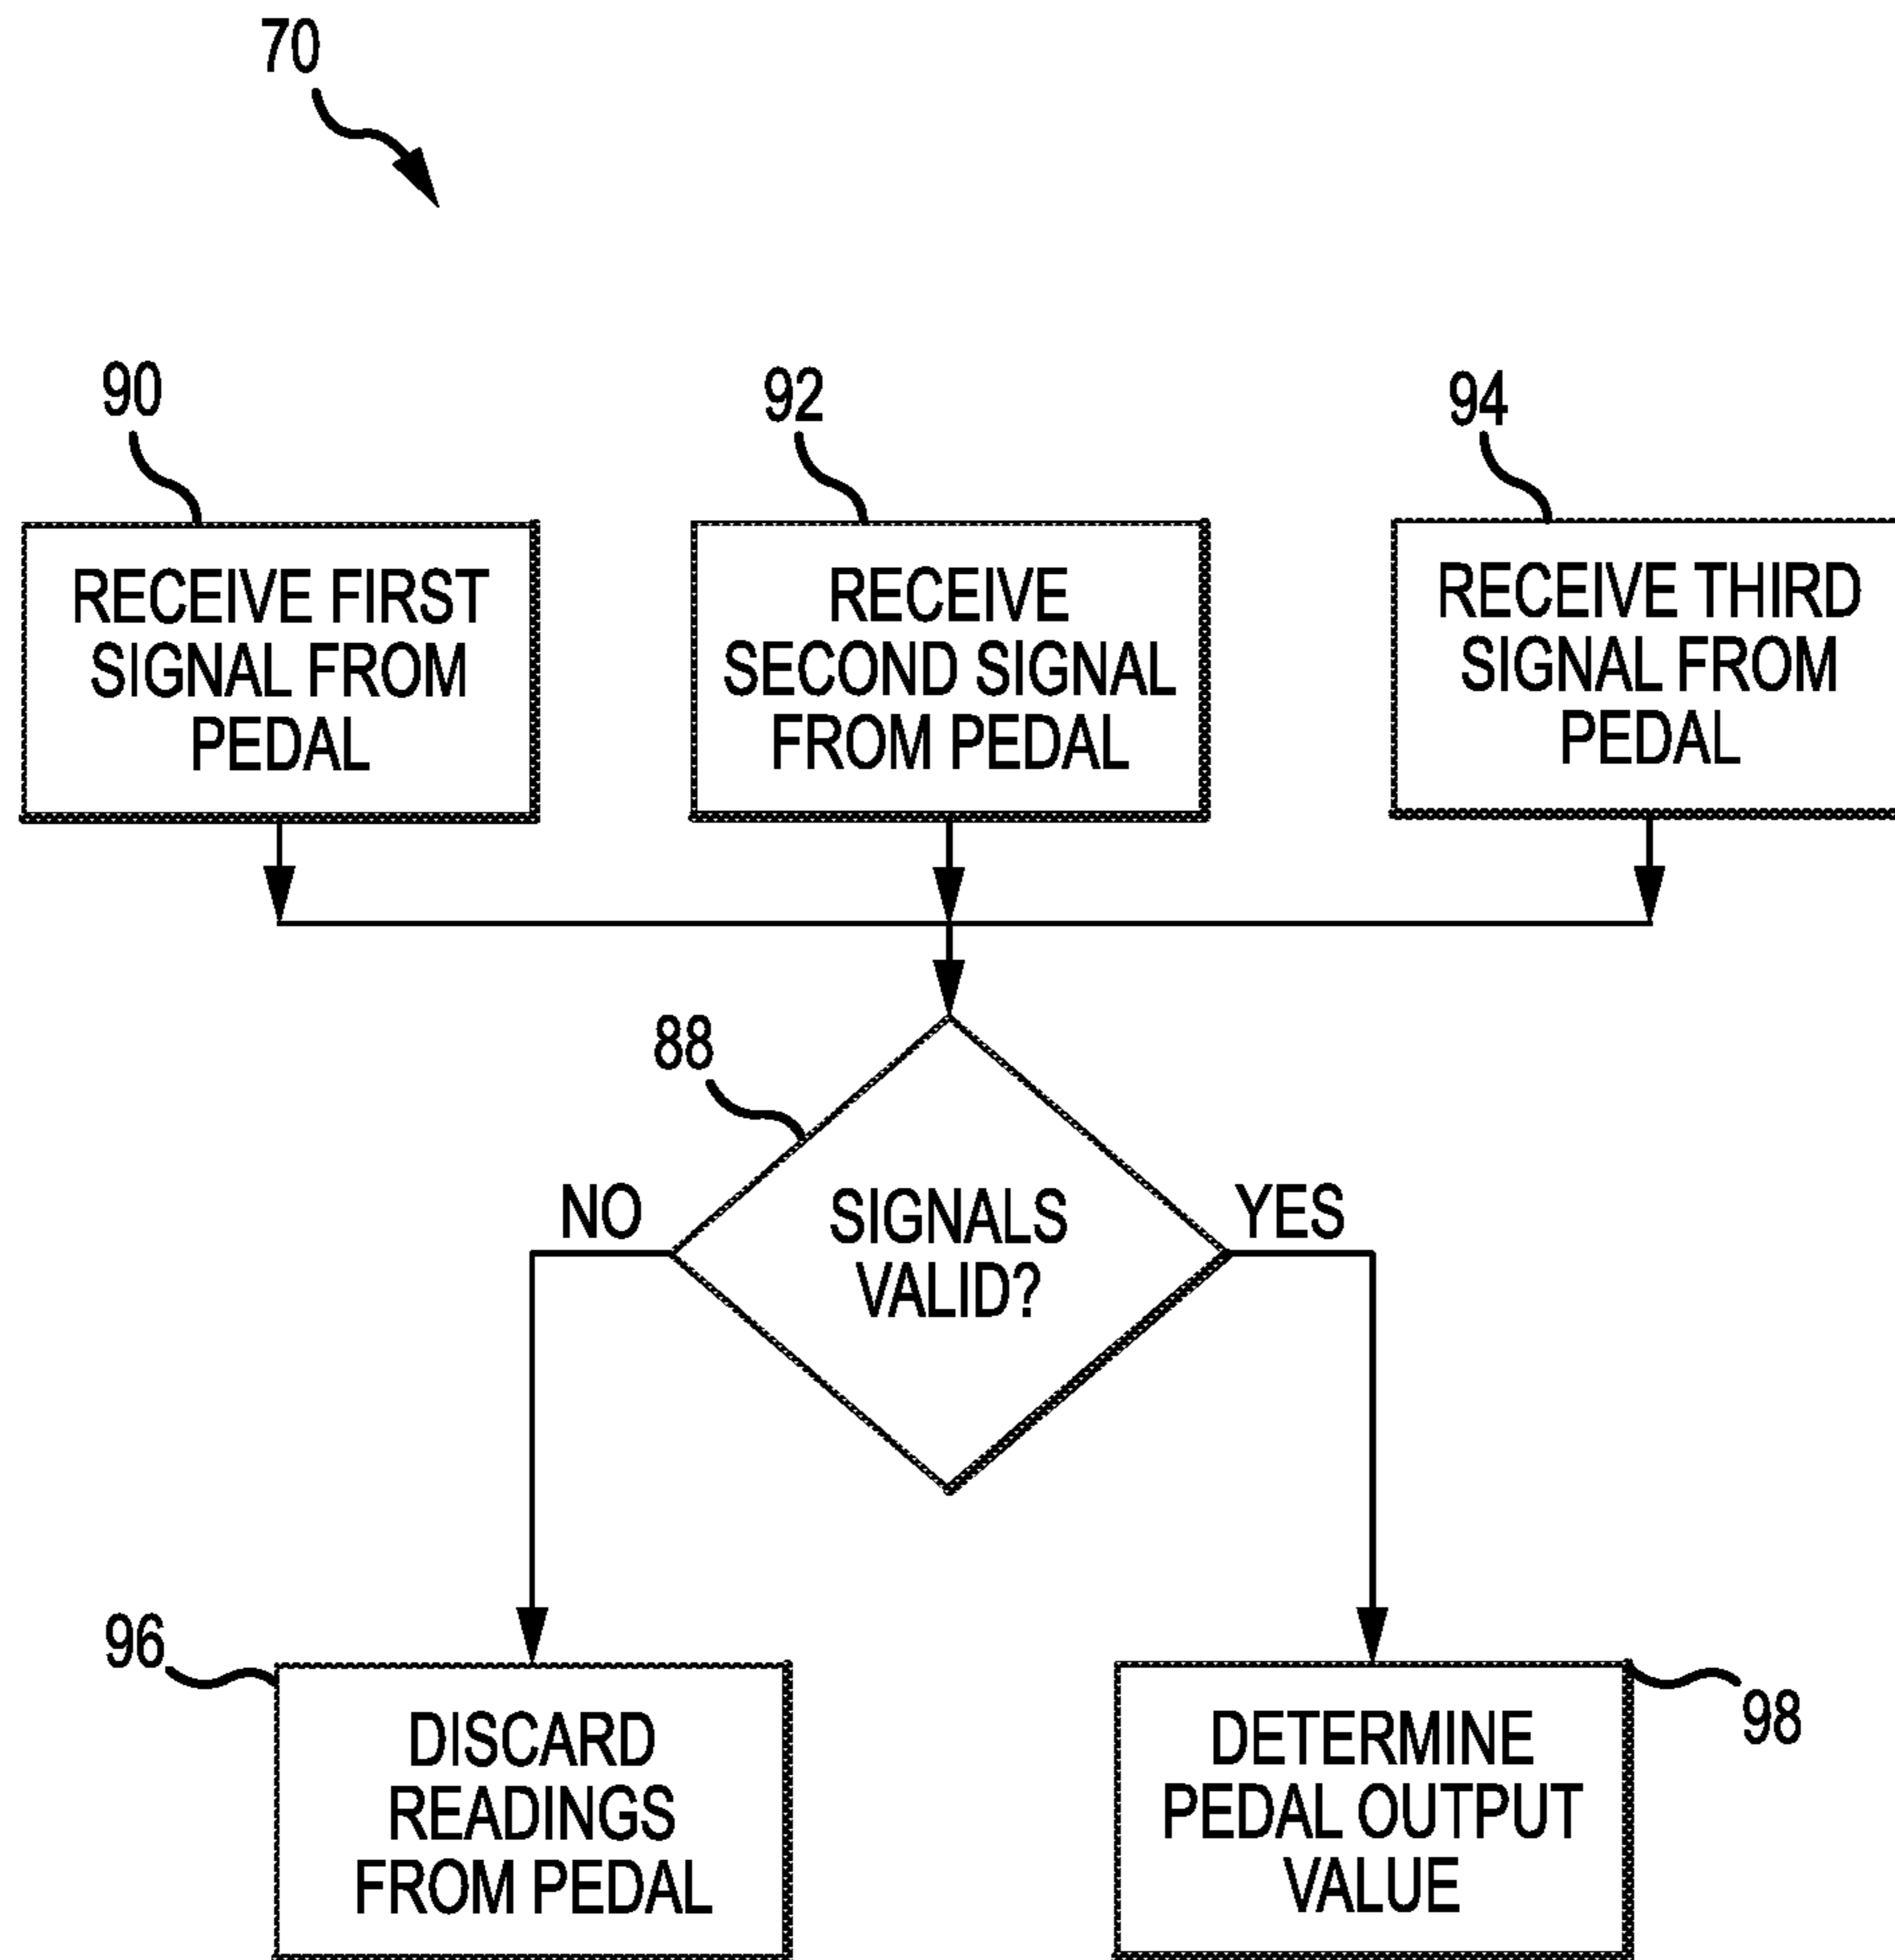 70
90
92
94
RECEIVE FIRST
SIGNAL FROM
PEDAL
RECEIVE
SECOND SIGNAL
FROM PEDAL
RECEIVE THIRD
SIGNAL FROM
PEDAL
88
NO
SIGNALS
VALID?
YES
96
DISCARD
READINGS
FROM PEDAL
DETERMINE
PEDAL OUTPUT
VALUE
98